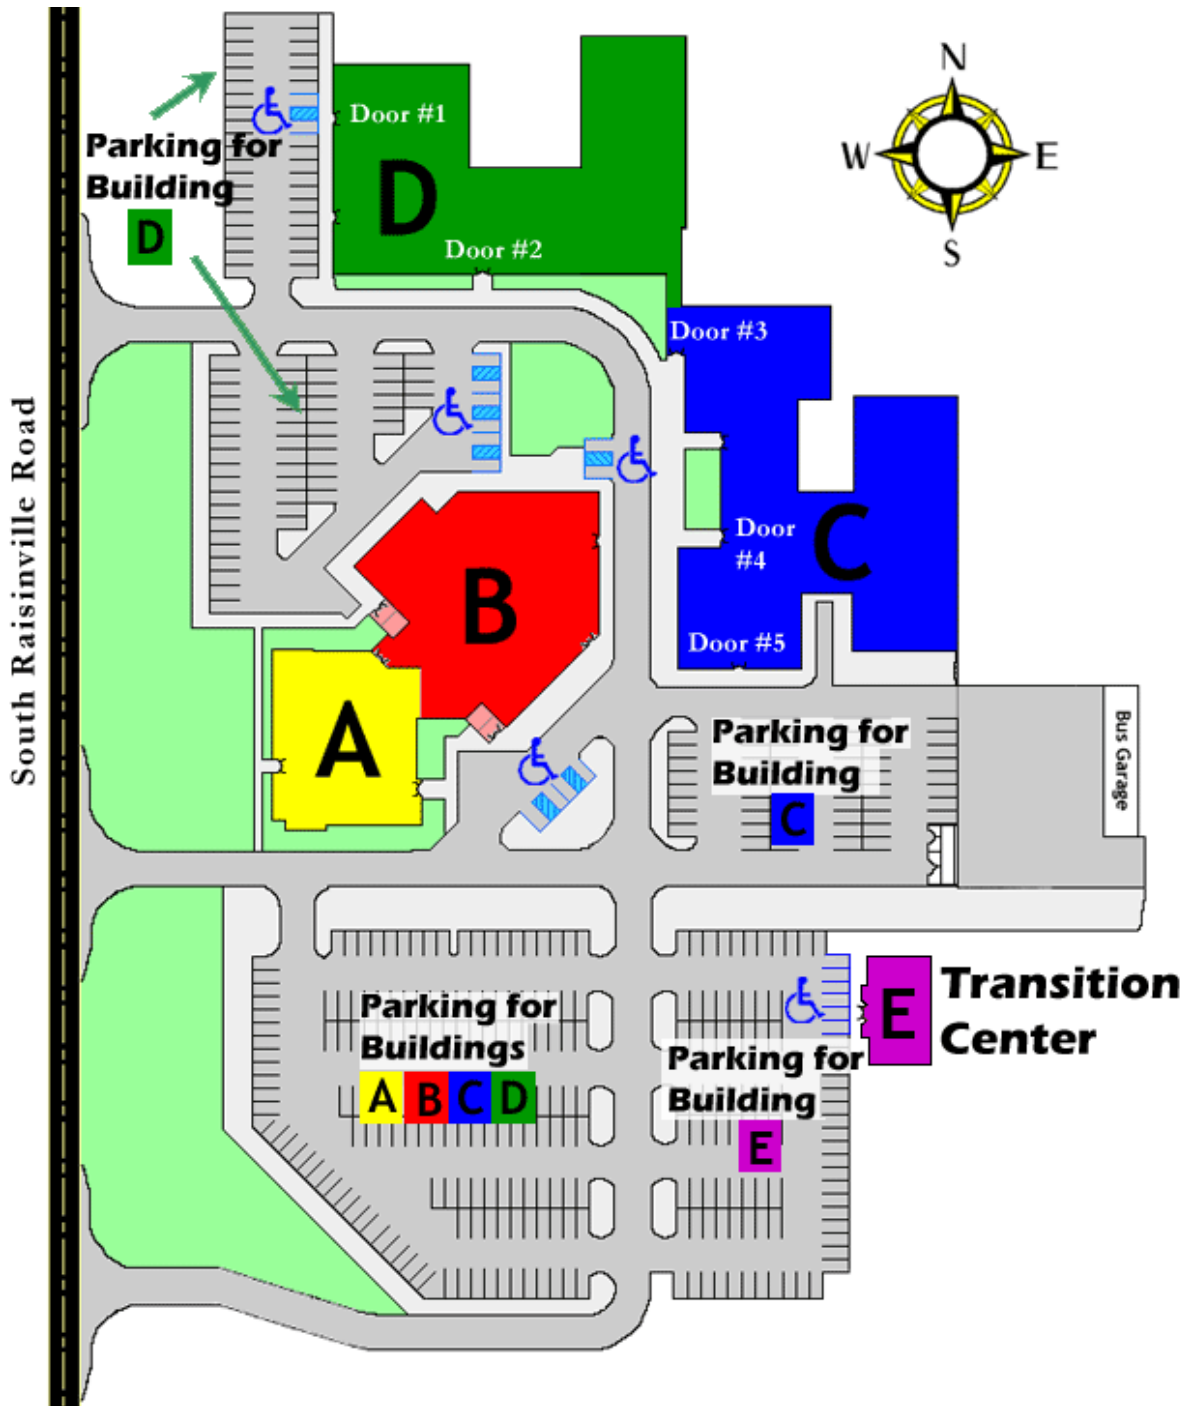 N
W
E
S
Door #1
Parking for
Building
D
D
Door #2
Door #3
South Raisinville Road
Door
#4
C
B
Door #5
A
Parking for
Building
C
Bus Garage
Transition
Center
E
Parking for
Buildings
A B C D
Parking for
Building
E